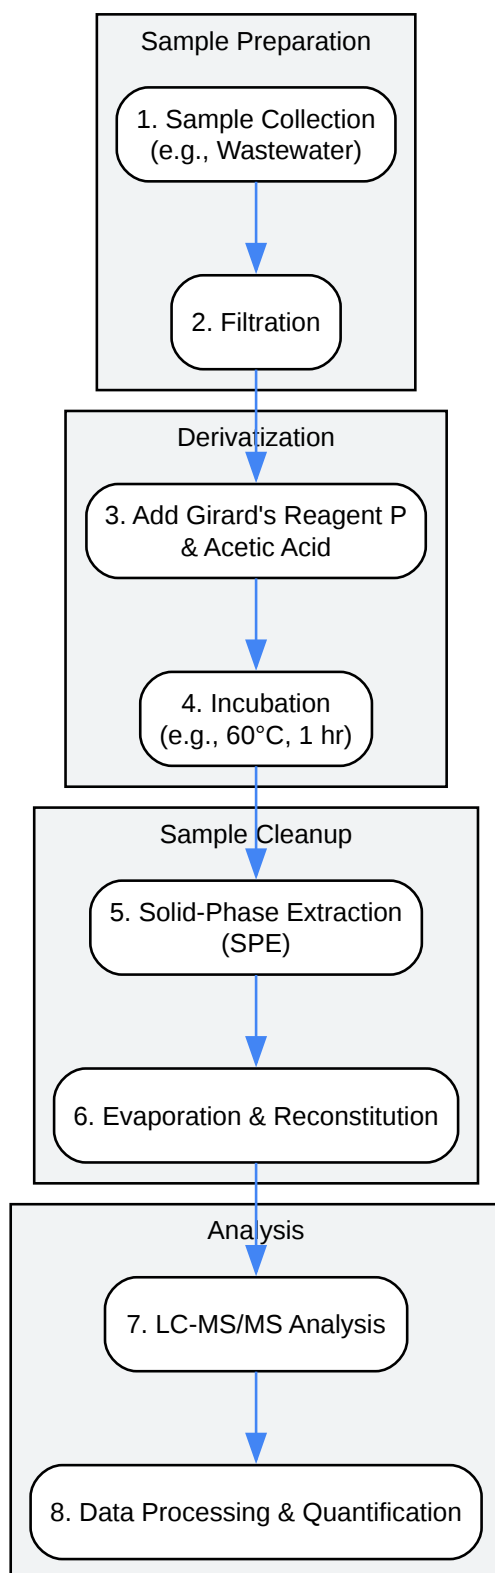 Sample Preparation
1. Sample Collection
(e.g., Wastewater)
2. Filtration
Derivatization
3. Add Girard's Reagent P
& Acetic Acid
4. Incubation
(e.g., 60°C, 1 hr)
Sample Cleanup
5. Solid-Phase Extraction
(SPE)
6. Evaporation & Reconstitution
Analysis
7. LC-MS/MS Analysis
8. Data Processing & Quantification